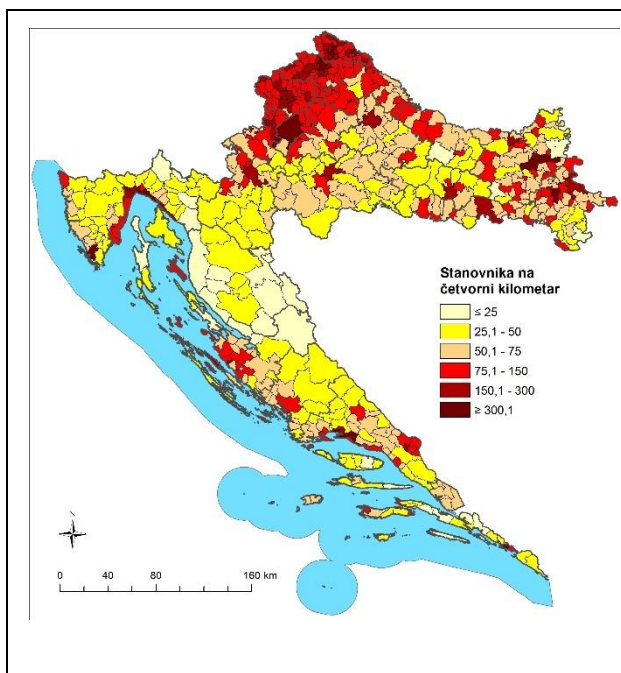 Stanovnika na
četvorni kilometar
≤ 25
25,1 - 50
50,1 - 75
75,1 - 150
150,1 - 300
≥ 300,1
0 40 80 160 km